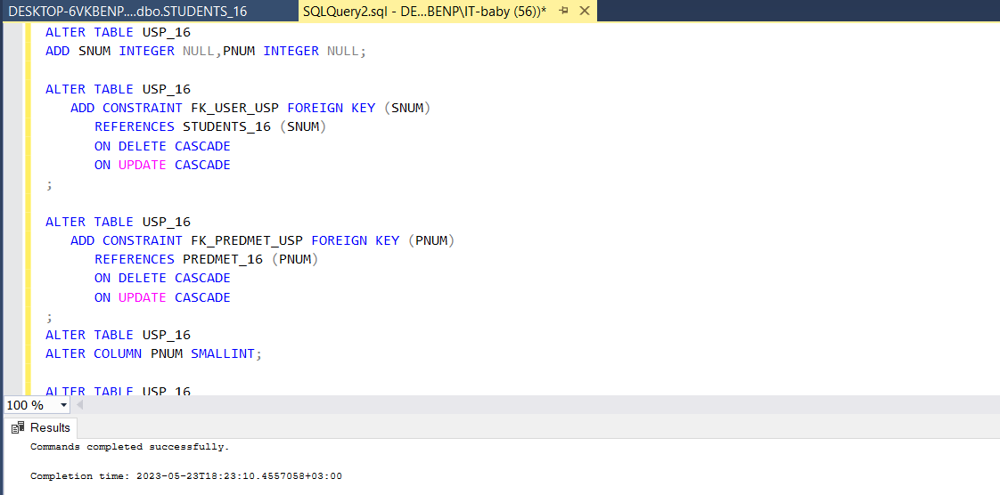 DESKTOP-6VKBENP....dbo.STUDENTS_16 SQLQuery2.sql - DE...BENP\IT-baby (56))*
ALTER TABLE USP_16
ADD SNUM INTEGER NULL,PNUM INTEGER NULL;
ALTER TABLE USP_16
ADD CONSTRAINT FK_USER_USP FOREIGN KEY (SNUM)
REFERENCES STUDENTS_16 (SNUM)
ON DELETE CASCADE
ON UPDATE CASCADE
;
ALTER TABLE USP_16
ADD CONSTRAINT FK_PREDMET_USP FOREIGN KEY (PNUM)
REFERENCES PREDMET_16 (PNUM)
ON DELETE CASCADE
ON UPDATE CASCADE
;
ALTER TABLE USP_16
ALTER COLUMN PNUM SMALLINT;
ALTER TABLE USP_16
100 %
Results
Commands completed successfully.
Completion time: 2023-05-23T18:23:10.4557058+03:00